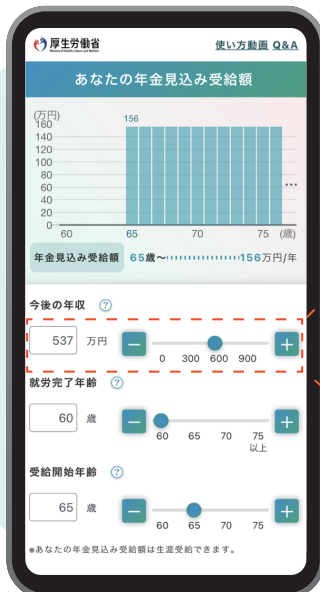 厚生労働省
Ministry of Health, Labour and Welfare
使い方動画 Q&A
あなたの年金見込み受給額
(万円)
160
156
140
120
100
80
60
40
20
0
...
60 65 70 75 (歳)
年金見込み受給額 65歳〜 156万円/年
今後の年収 ?
537 万円 − +
0 300 600 900
就労完了年齢 ?
60 歳 − +
60 65 70 75
以上
受給開始年齢 ?
65 歳 − +
60 65 70 75
※あなたの年金見込み受給額は生涯受給できます。